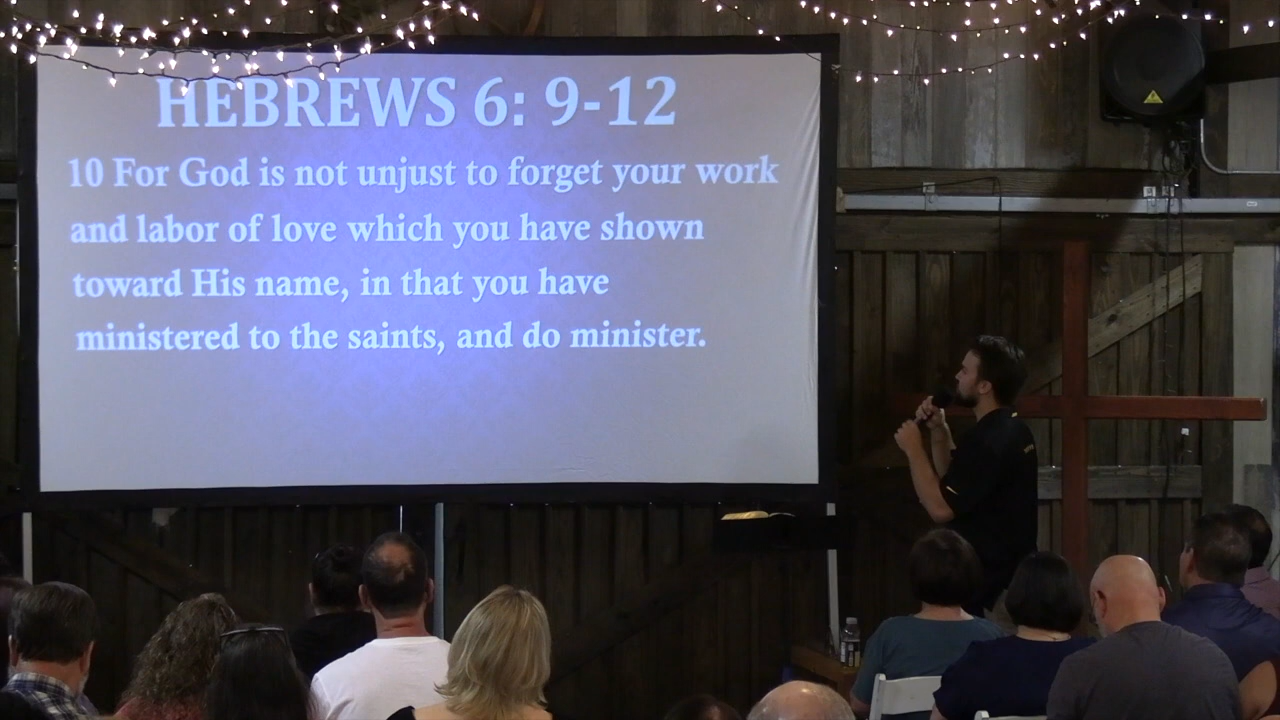 HEBREWS 6: 9-12
10 For God is not unjust to forget your work
and labor of love which you have shown
toward His name, in that you have
ministered to the saints, and do minister.